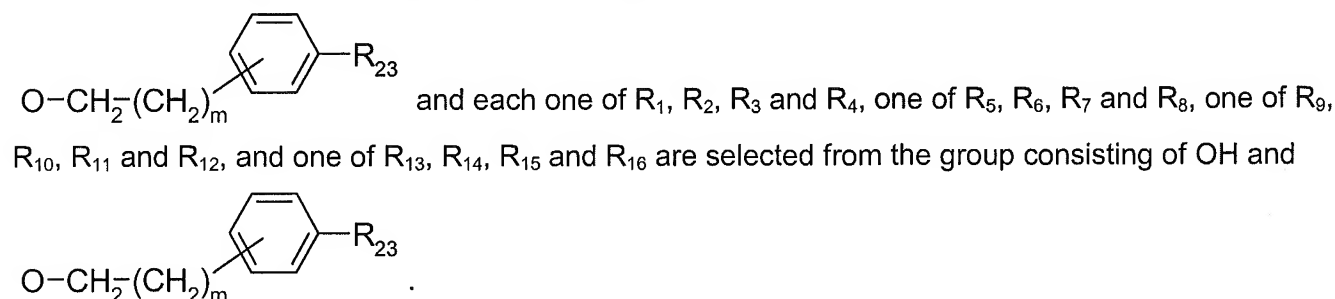 R₂₃
O-CH₂-(CH₂)ₘ and each one of R₁, R₂, R₃ and R₄, one of R₅, R₆, R₇ and R₈, one of R₉,
R₁₀, R₁₁ and R₁₂, and one of R₁₃, R₁₄, R₁₅ and R₁₆ are selected from the group consisting of OH and
R₂₃
O-CH₂-(CH₂)ₘ .